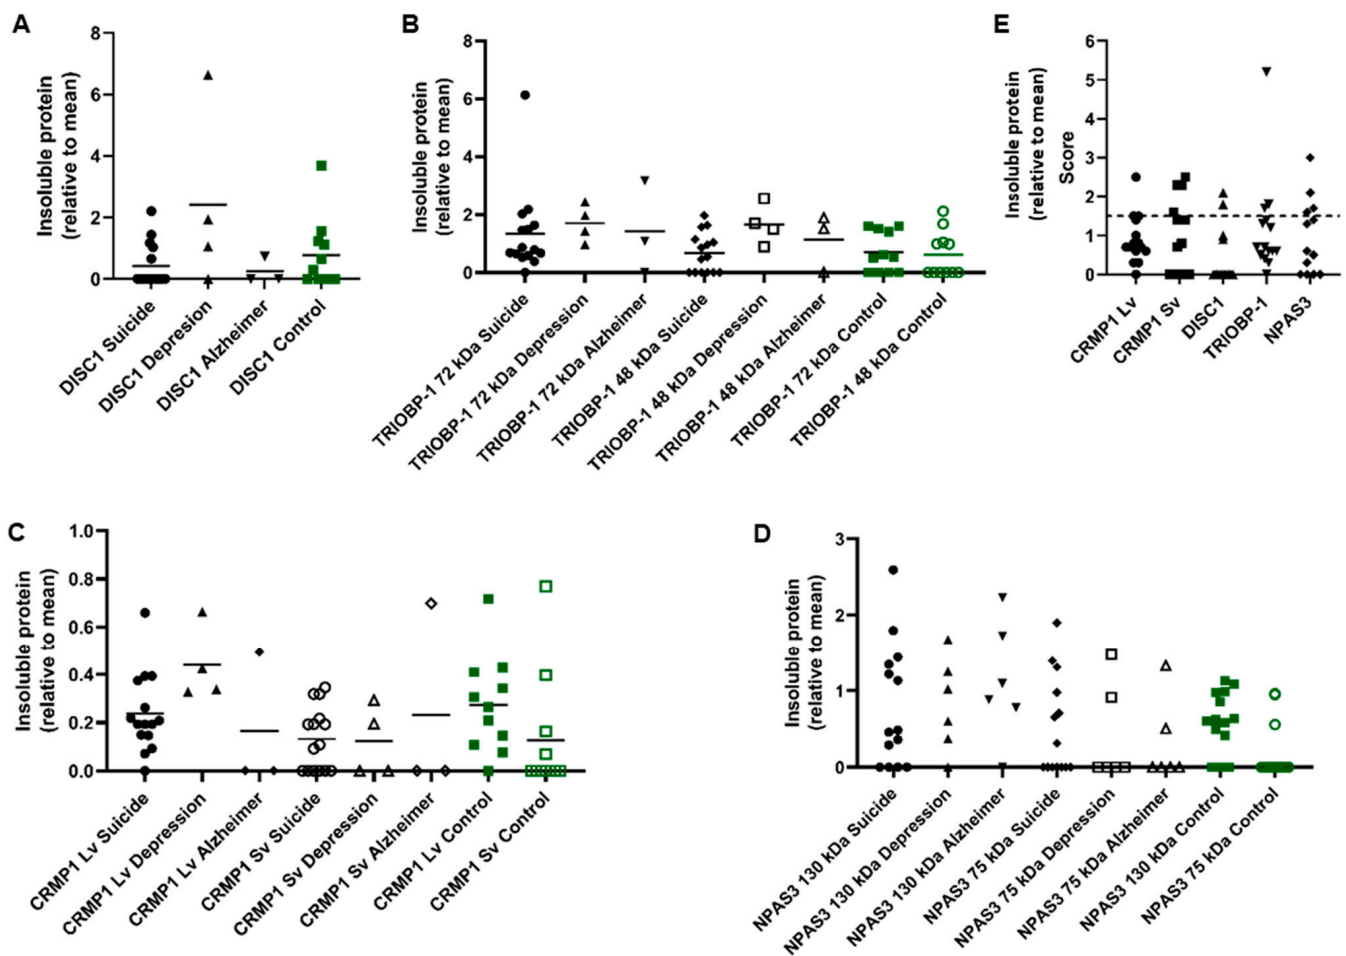 A
Insoluble protein
(relative to mean)
8
6
4
2
0
DISC1 Suicide
DISC1 Depresion
DISC1 Alzheimer
DISC1 Control
B
Insoluble protein
(relative to mean)
8
6
4
2
0
TRIOBP-1 72 kDa Suicide
TRIOBP-1 72 kDa Depression
TRIOBP-1 72 kDa Alzhimer
TRIOBP-1 48 kDa Suicide
TRIOBP-1 48 kDa Depression
TRIOBP-1 48 kDa Alzhimer
TRIOBP-1 72 kDa Control
TRIOBP-1 48 kDa Control
E
Insoluble protein
(relative to mean)
Score
6
5
4
3
2
1
0
CRMP1 Lv
CRMP1 Sv
DISC1
TRIOBP-1
NPAS3
C
Insoluble protein
(relative to mean)
1.0
0.8
0.6
0.4
0.2
0.0
CRMP1 Lv Suicide
CRMP1 Lv Depression
CRMP1 Lv Alzheimer
CRMP1 Sv Suicide
CRMP1 Sv Depression
CRMP1 Sv Alzheimer
CRMP1 Lv Control
CRMP1 Sv Control
D
Insoluble protein
(relative to mean)
3
2
1
0
NPAS3 130 kDa Suicide
NPAS3 130 kDa Depression
NPAS3 130 kDa Alzheimer
NPAS3 75 kDa Suicide
NPAS3 75 kDa Depression
NPAS3 75 kDa Alzheimer
NPAS3 130 kDa Control
NPAS3 75 kDa Control